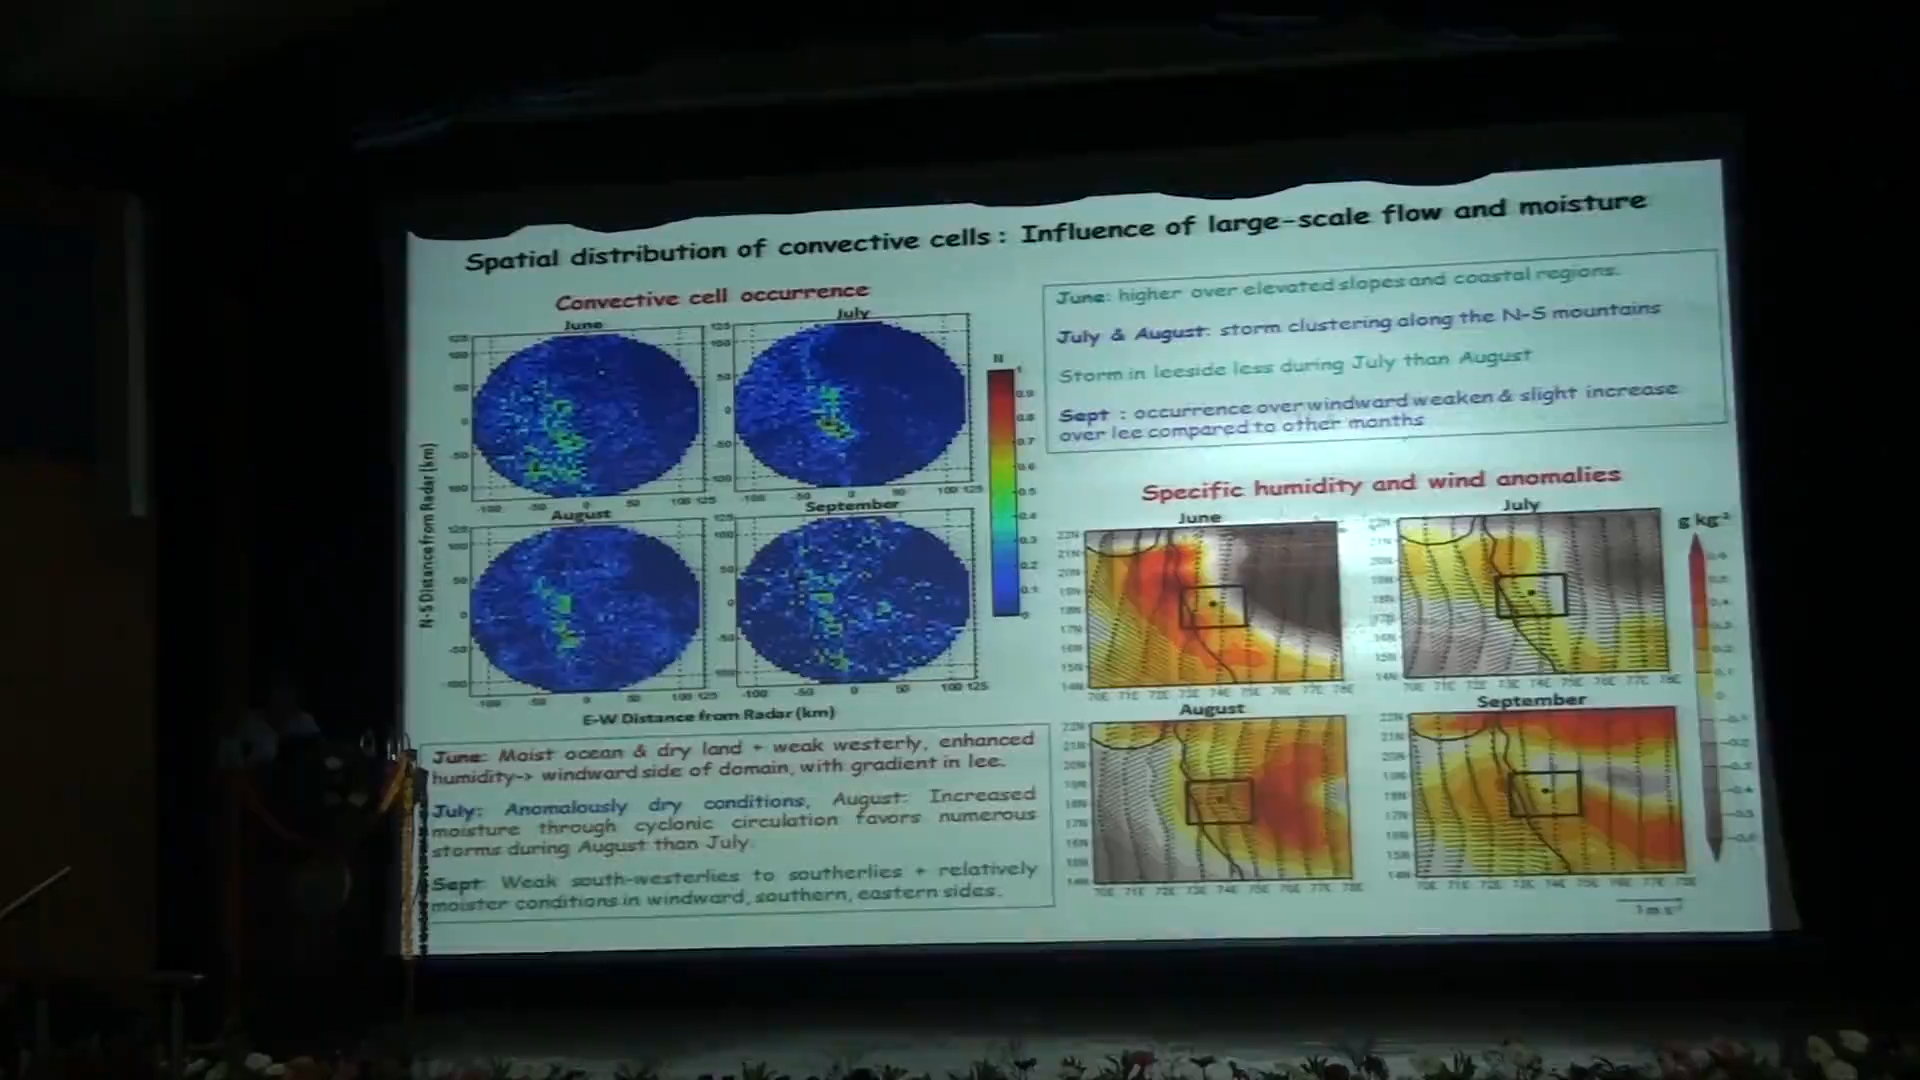 Spatial distribution of convective cells : Influence of large-scale flow and moisture
Convective cell occurrence
June
July
August
September
N-S Distance from Radar (km)
E-W Distance from Radar (km)
N
June: higher over elevated slopes and coastal regions.
July & August: storm clustering along the N-S mountains
Storm in leeside less during July than August
Sept : occurrence over windward weaken & slight increase
over lee compared to other months
Specific humidity and wind anomalies
June
July
August
September
g kg-1
1 m s-1
June: Moist ocean & dry land + weak westerly, enhanced
humidity-> windward side of domain, with gradient in lee.
July: Anomalously dry conditions, August: Increased
moisture through cyclonic circulation favors numerous
storms during August than July.
Sept: Weak south-westerlies to southerlies + relatively
moister conditions in windward, southern, eastern sides.